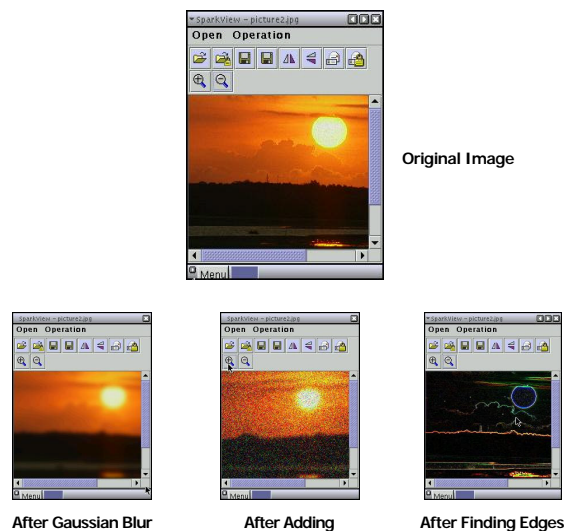 SparkView - picture2.jpg
Open Operation
Original Image
Menu
SparkView - picture2.jpg
Open Operation
SparkView - picture2.jpg
Open Operation
SparkView - picture2.jpg
Open Operation
Menu
Menu
Menu
After Gaussian Blur
After Adding
After Finding Edges